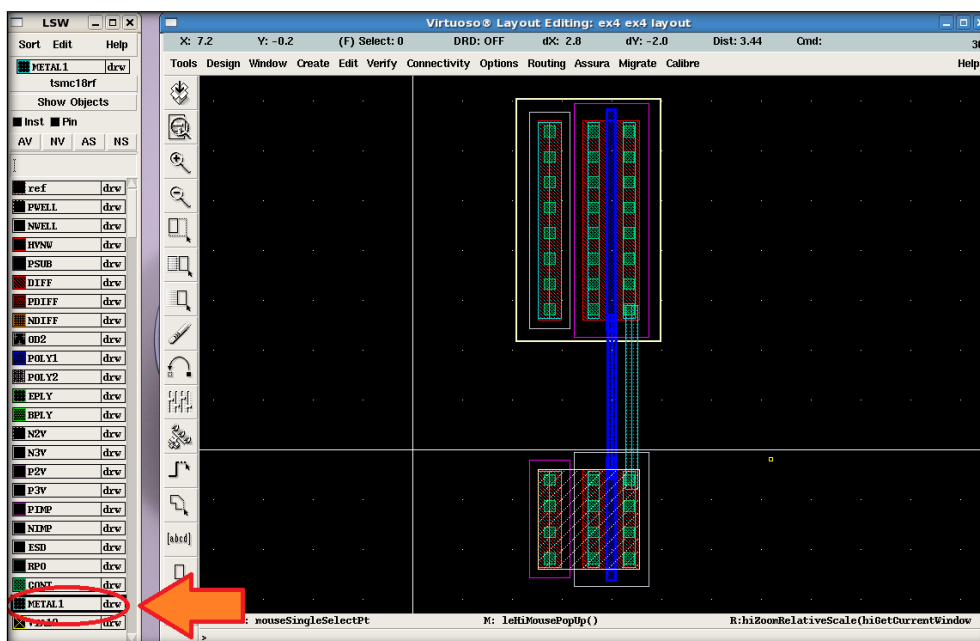 LSW
Sort Edit Help
METAL1 drw
tsmc18rf
Show Objects
Inst Pin
AV NV AS NS
ref drw
PWELL drw
NWELL drw
HVNW drw
PSUB drw
DIFF drw
PDIFF drw
NDIFF drw
OD2 drw
POLY1 drw
POLY2 drw
EPLY drw
BPLY drw
N2V drw
N3V drw
P2V drw
P3V drw
PIMP drw
NIMP drw
ESD drw
RPO drw
CONT drw
METAL1 drw
drw
Virtuoso® Layout Editing: ex4 ex4 layout
X: 7.2 Y: -0.2 (F) Select: 0 DRD: OFF dX: 2.8 dY: -2.0 Dist: 3.44 Cmd:
Tools Design Window Create Edit Verify Connectivity Options Routing Assura Migrate Calibre Help
[abcd]
: mouseSingleSelectPt M: leHiMousePopUp() R:hiZoomRelativeScale(hiGetCurrentWindow
>